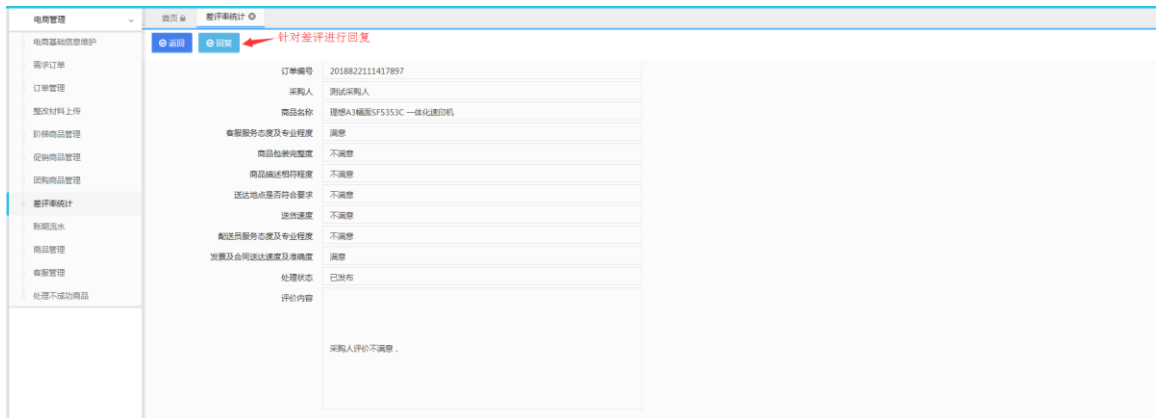 电商管理
首页
差评率统计
电商基础信息维护
需求订单
订单管理
整改材料上传
阶梯商品管理
促销商品管理
团购商品管理
差评率统计
账期流水
商品管理
客服管理
处理不成功商品
返回
回复
针对差评进行回复
订单编号 2018822111417897
采购人 测试采购人
商品名称 理想A3幅面SF5353C 一体化速印机
客服服务态度及专业程度 满意
商品包装完整度 不满意
商品描述相符程度 不满意
送达地点是否符合要求 不满意
送货速度 不满意
配送员服务态度及专业程度 不满意
发票及合同送达速度及准确度 满意
处理状态 已发布
评价内容
采购人评价不满意，